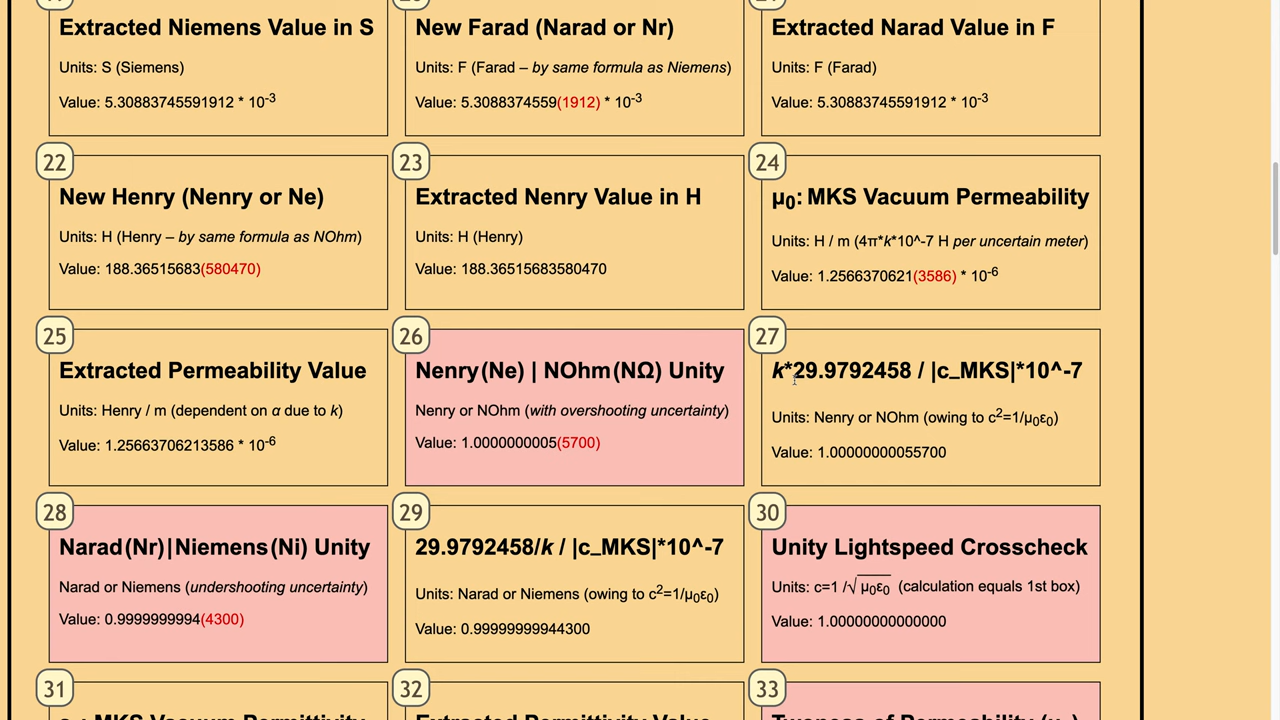 Extracted Niemens Value in S
Units: S (Siemens)
Value: 5.30883745591912 * 10-3
New Farad (Narad or Nr)
Units: F (Farad – by same formula as Niemens)
Value: 5.3088374559(1912) * 10-3
Extracted Narad Value in F
Units: F (Farad)
Value: 5.30883745591912 * 10-3
22
New Henry (Nenry or Ne)
Units: H (Henry – by same formula as NOhm)
Value: 188.36515683(580470)
23
Extracted Nenry Value in H
Units: H (Henry)
Value: 188.36515683580470
24
μ0: MKS Vacuum Permeability
Units: H / m (4π*k*10^-7 H per uncertain meter)
Value: 1.2566370621(3586) * 10-6
25
Extracted Permeability Value
Units: Henry / m (dependent on α due to k)
Value: 1.25663706213586 * 10-6
26
Nenry(Ne) | NOhm(NΩ) Unity
Nenry or NOhm (with overshooting uncertainty)
Value: 1.0000000005(5700)
27
k*29.9792458 / |c_MKS|*10^-7
Units: Nenry or NOhm (owing to c2=1/μ0ε0)
Value: 1.00000000055700
28
Narad(Nr)|Niemens(Ni) Unity
Narad or Niemens (undershooting uncertainty)
Value: 0.9999999994(4300)
29
29.9792458/k / |c_MKS|*10^-7
Units: Narad or Niemens (owing to c2=1/μ0ε0)
Value: 0.99999999944300
30
Unity Lightspeed Crosscheck
Units: c=1 /√μ0ε0 (calculation equals 1st box)
Value: 1.00000000000000
31
32
33